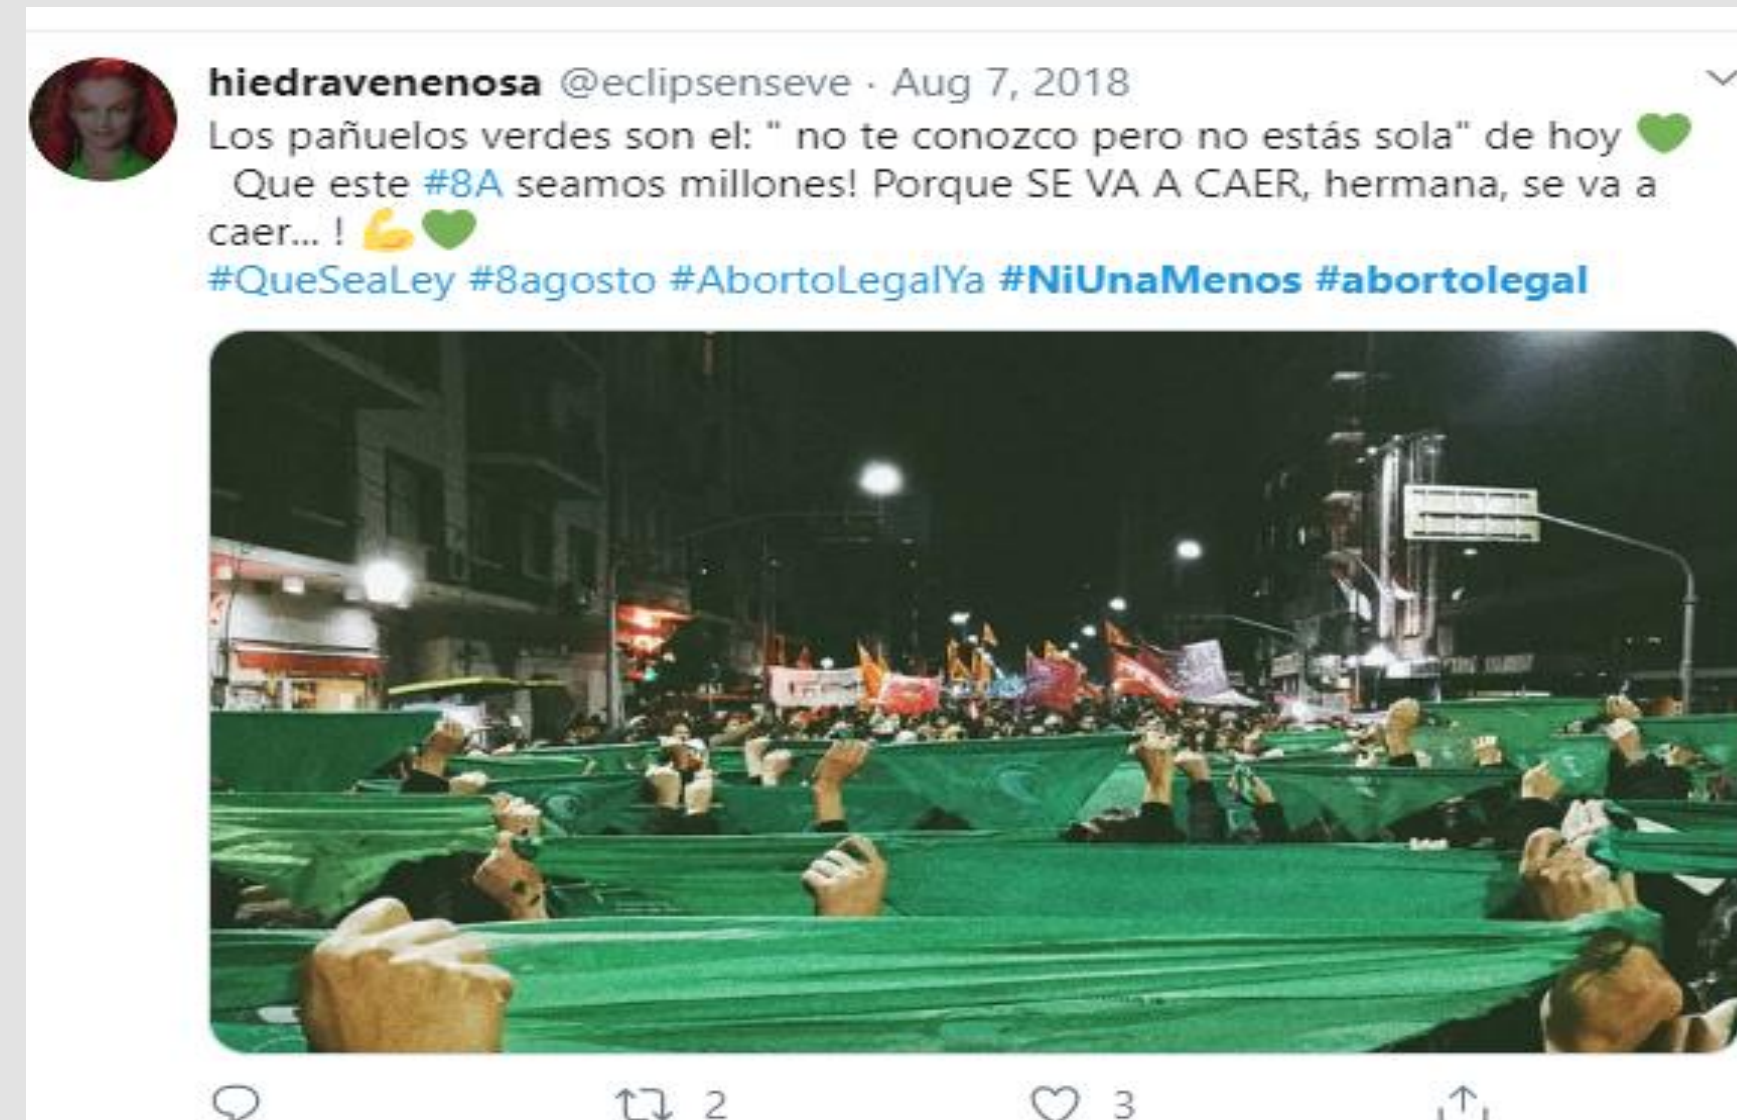 hiedravenenosa @eclipsenseve · Aug 7, 2018
Los pañuelos verdes son el: " no te conozco pero no estás sola" de hoy 💚
Que este #8A seamos millones! Porque SE VA A CAER, hermana, se va a
caer... ! 💪💚
#QueSeaLey #8agosto #AbortoLegalYa #NiUnaMenos #abortolegal
2 3